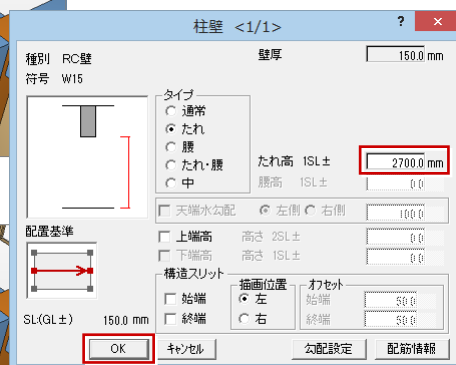 柱壁 <1/1>
? ×
種別 RC壁 壁厚 150.0 mm
符号 W15
タイプ
通常
たれ
腰
たれ・腰
中
たれ高 1SL± 2700.0 mm
腰高 1SL± 0.0
天端水勾配 左側 右側 100.0
配置基準
上端高 高さ 2SL± 0.0
下端高 高さ 1SL± 0.0
構造スリット
始端
終端
描画位置
左
右
オフセット
始端 50.0
終端 50.0
SL:(GL±) 150.0 mm
OK キャンセル 勾配設定 配筋情報